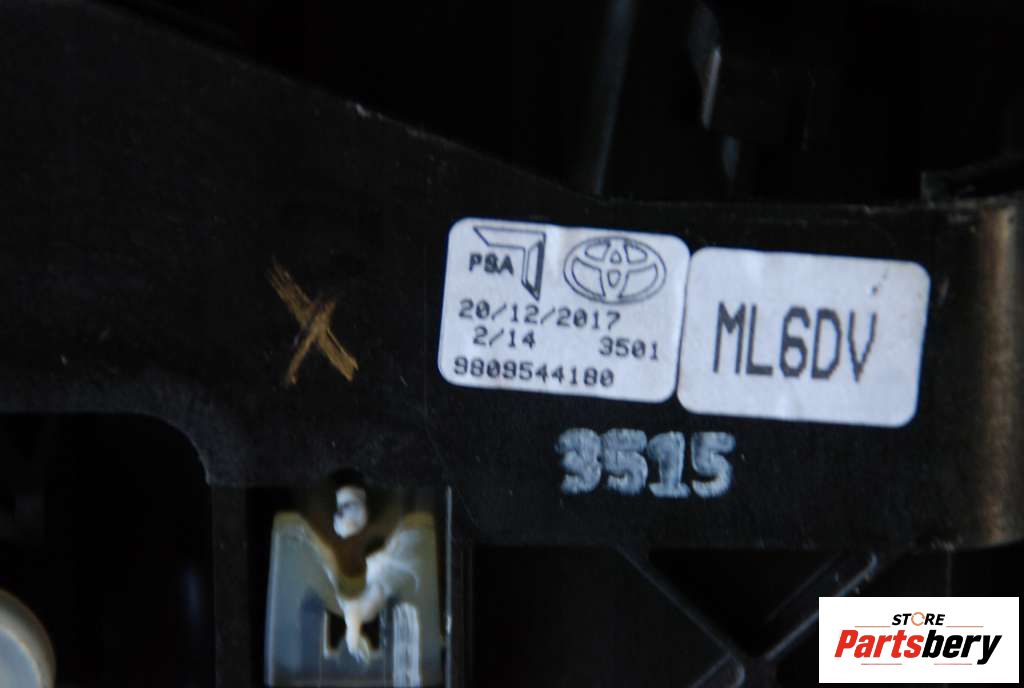 PSA
20/12/2017
2/14 3501
9809544180
ML6DV
3515
STORE
Partsbery